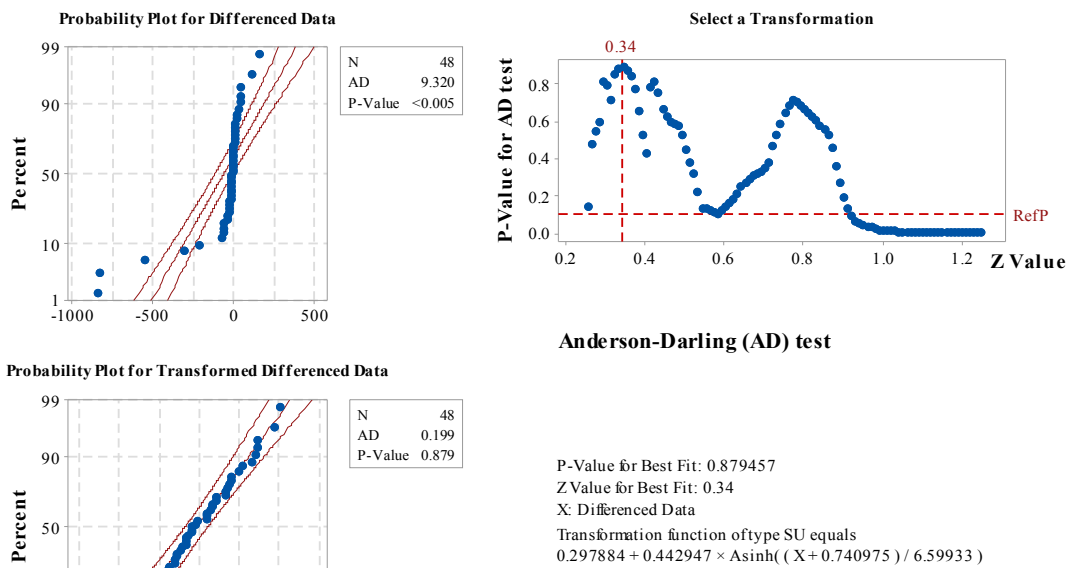 Probability Plot for Differenced Data
99
90
50
10
1
Percent
-1000 -500 0 500
N 48
AD 9.320
P-Value <0.005
Select a Transformation
0.34
P-Value for AD test
0.8
0.6
0.4
0.2
0.0
RefP
0.2 0.4 0.6 0.8 1.0 1.2
Z Value
Anderson-Darling (AD) test
Probability Plot for Transformed Differenced Data
99
90
50
Percent
N 48
AD 0.199
P-Value 0.879
P-Value for Best Fit: 0.879457
Z Value for Best Fit: 0.34
X: Differenced Data
Transformation function of type SU equals
0.297884 + 0.442947 × Asinh( ( X + 0.740975 ) / 6.59933 )